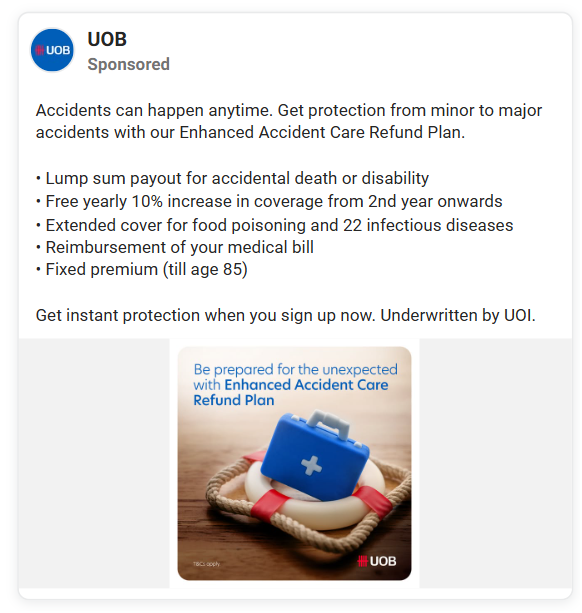 UOB
UOB
Sponsored
Accidents can happen anytime. Get protection from minor to major
accidents with our Enhanced Accident Care Refund Plan.
• Lump sum payout for accidental death or disability
• Free yearly 10% increase in coverage from 2nd year onwards
• Extended cover for food poisoning and 22 infectious diseases
• Reimbursement of your medical bill
• Fixed premium (till age 85)
Get instant protection when you sign up now. Underwritten by UOI.
Be prepared for the unexpected
with Enhanced Accident Care
Refund Plan
T&Cs apply
UOB